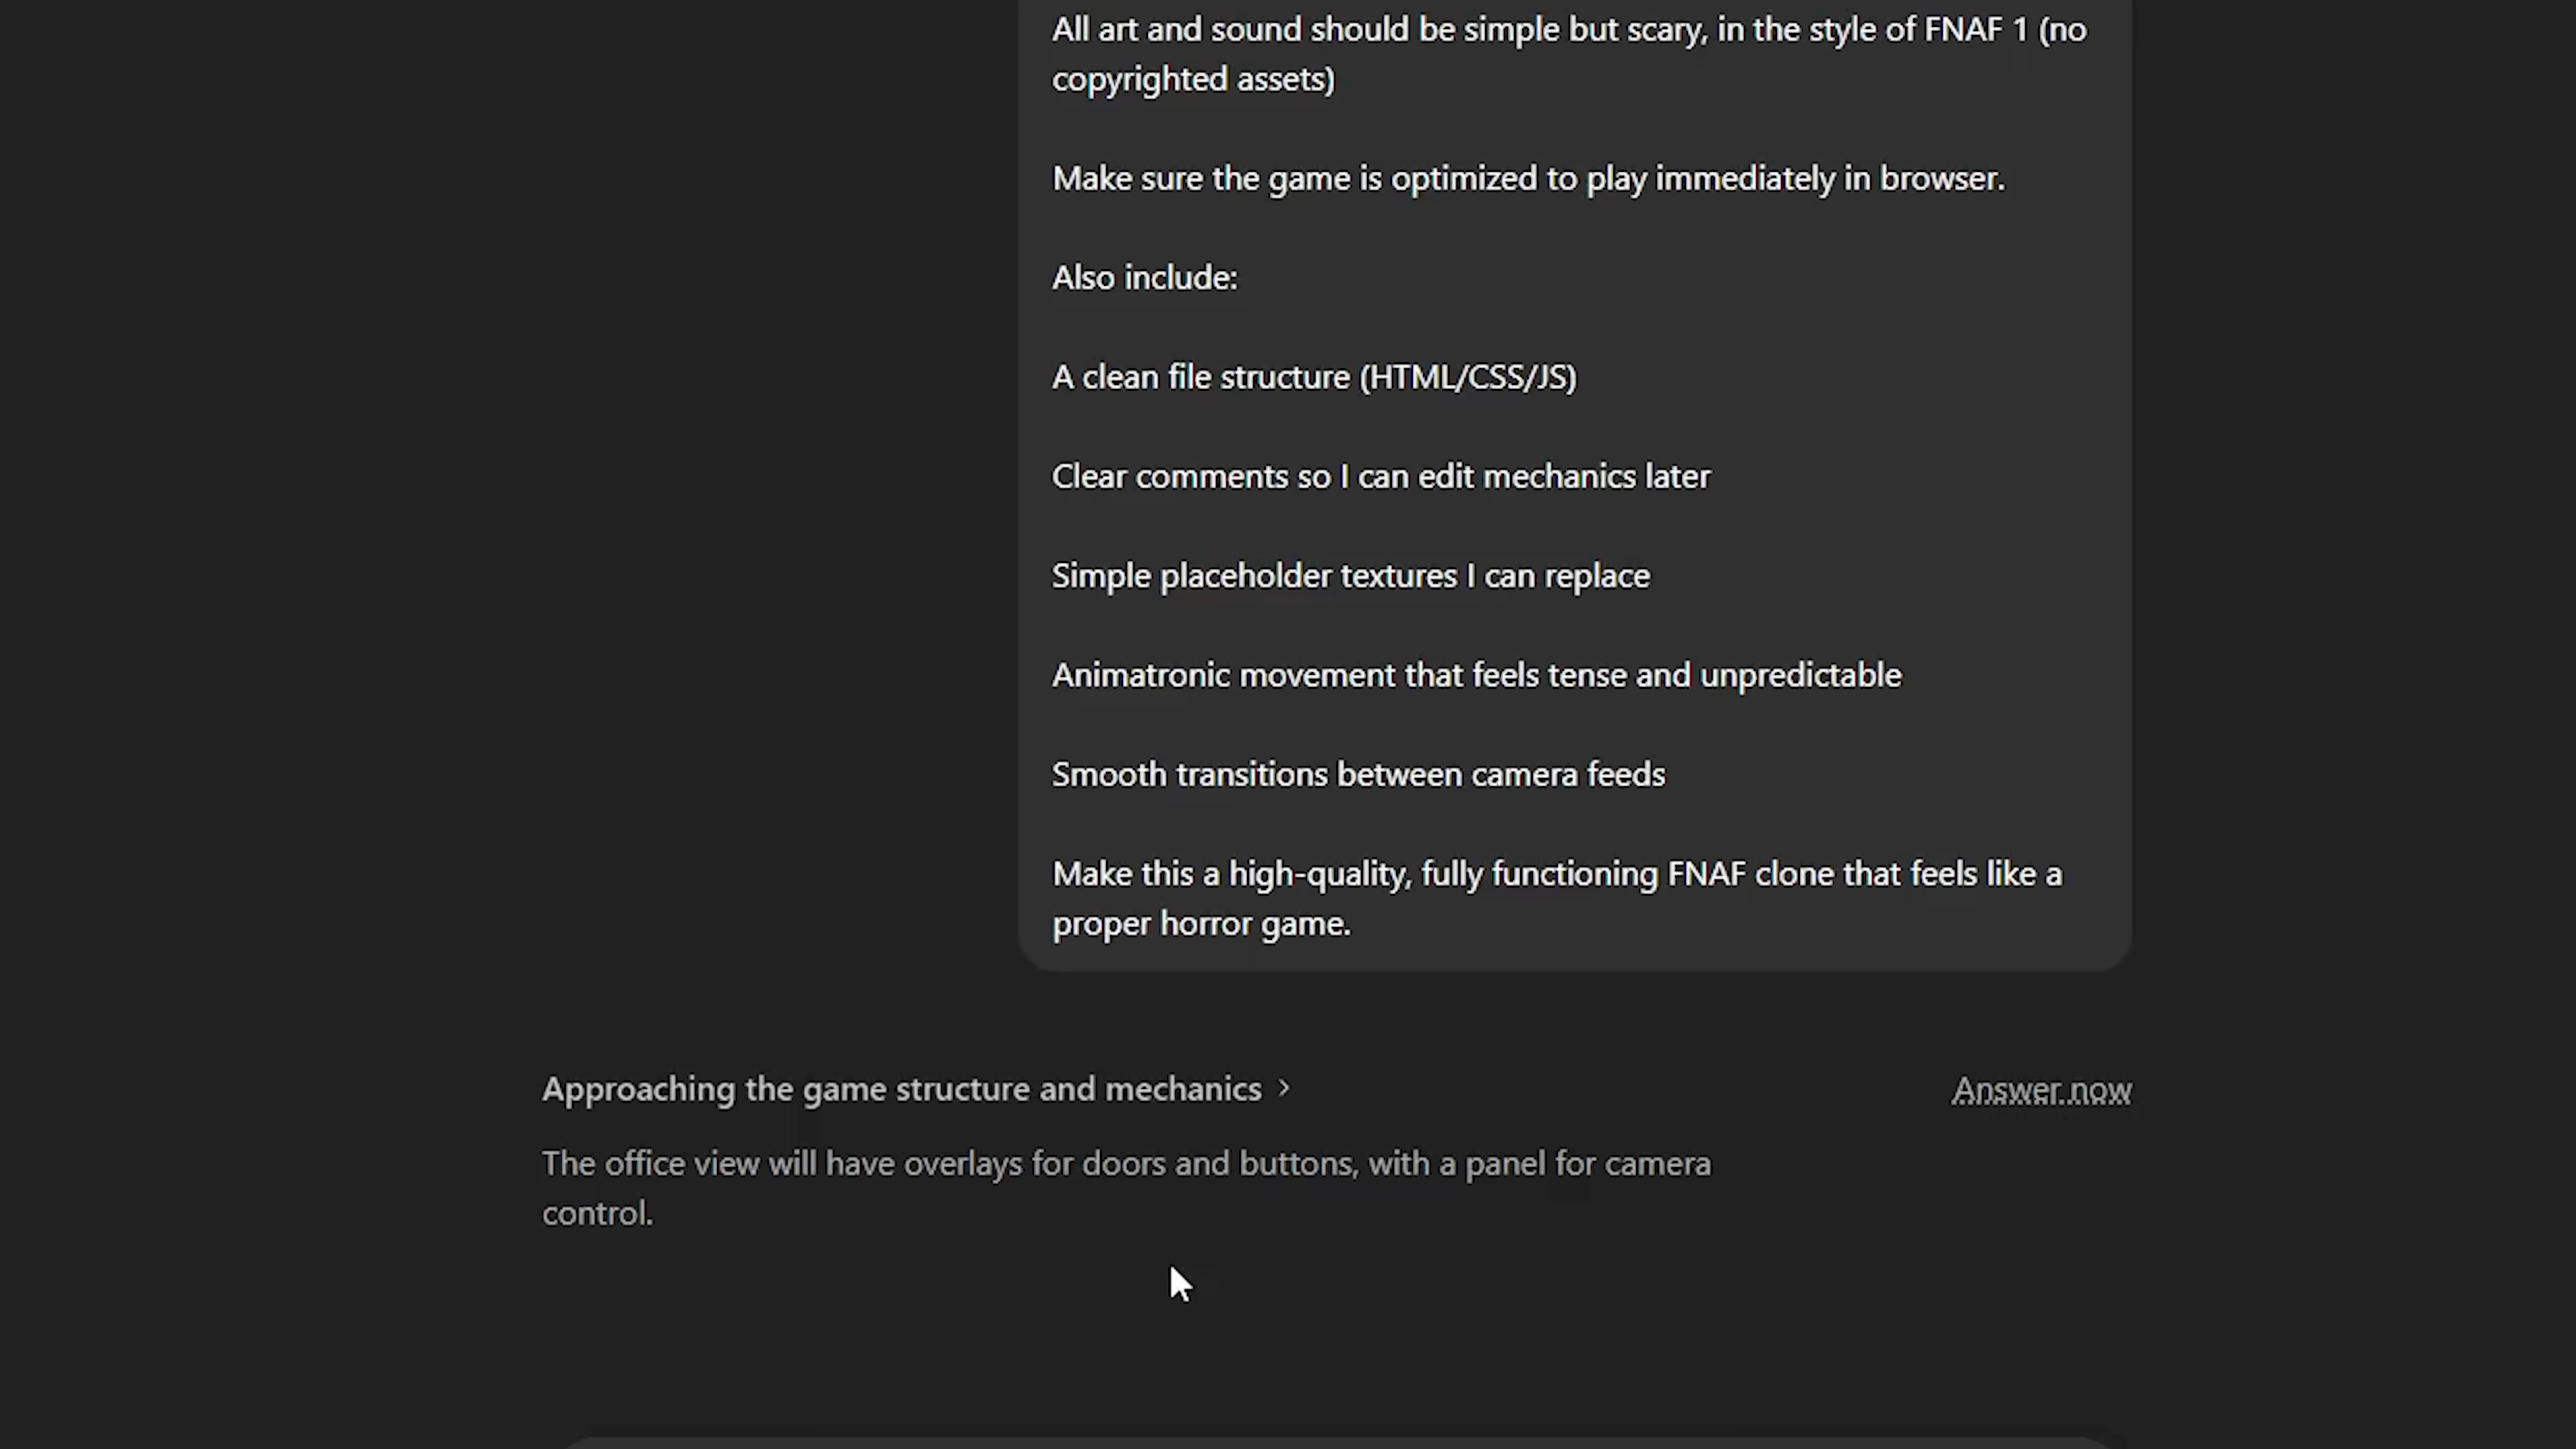 All art and sound should be simple but scary, in the style of FNAF 1 (no
copyrighted assets)
Make sure the game is optimized to play immediately in browser.
Also include:
A clean file structure (HTML/CSS/JS)
Clear comments so I can edit mechanics later
Simple placeholder textures I can replace
Animatronic movement that feels tense and unpredictable
Smooth transitions between camera feeds
Make this a high-quality, fully functioning FNAF clone that feels like a
proper horror game.
Approaching the game structure and mechanics >
Answer now
The office view will have overlays for doors and buttons, with a panel for camera
control.